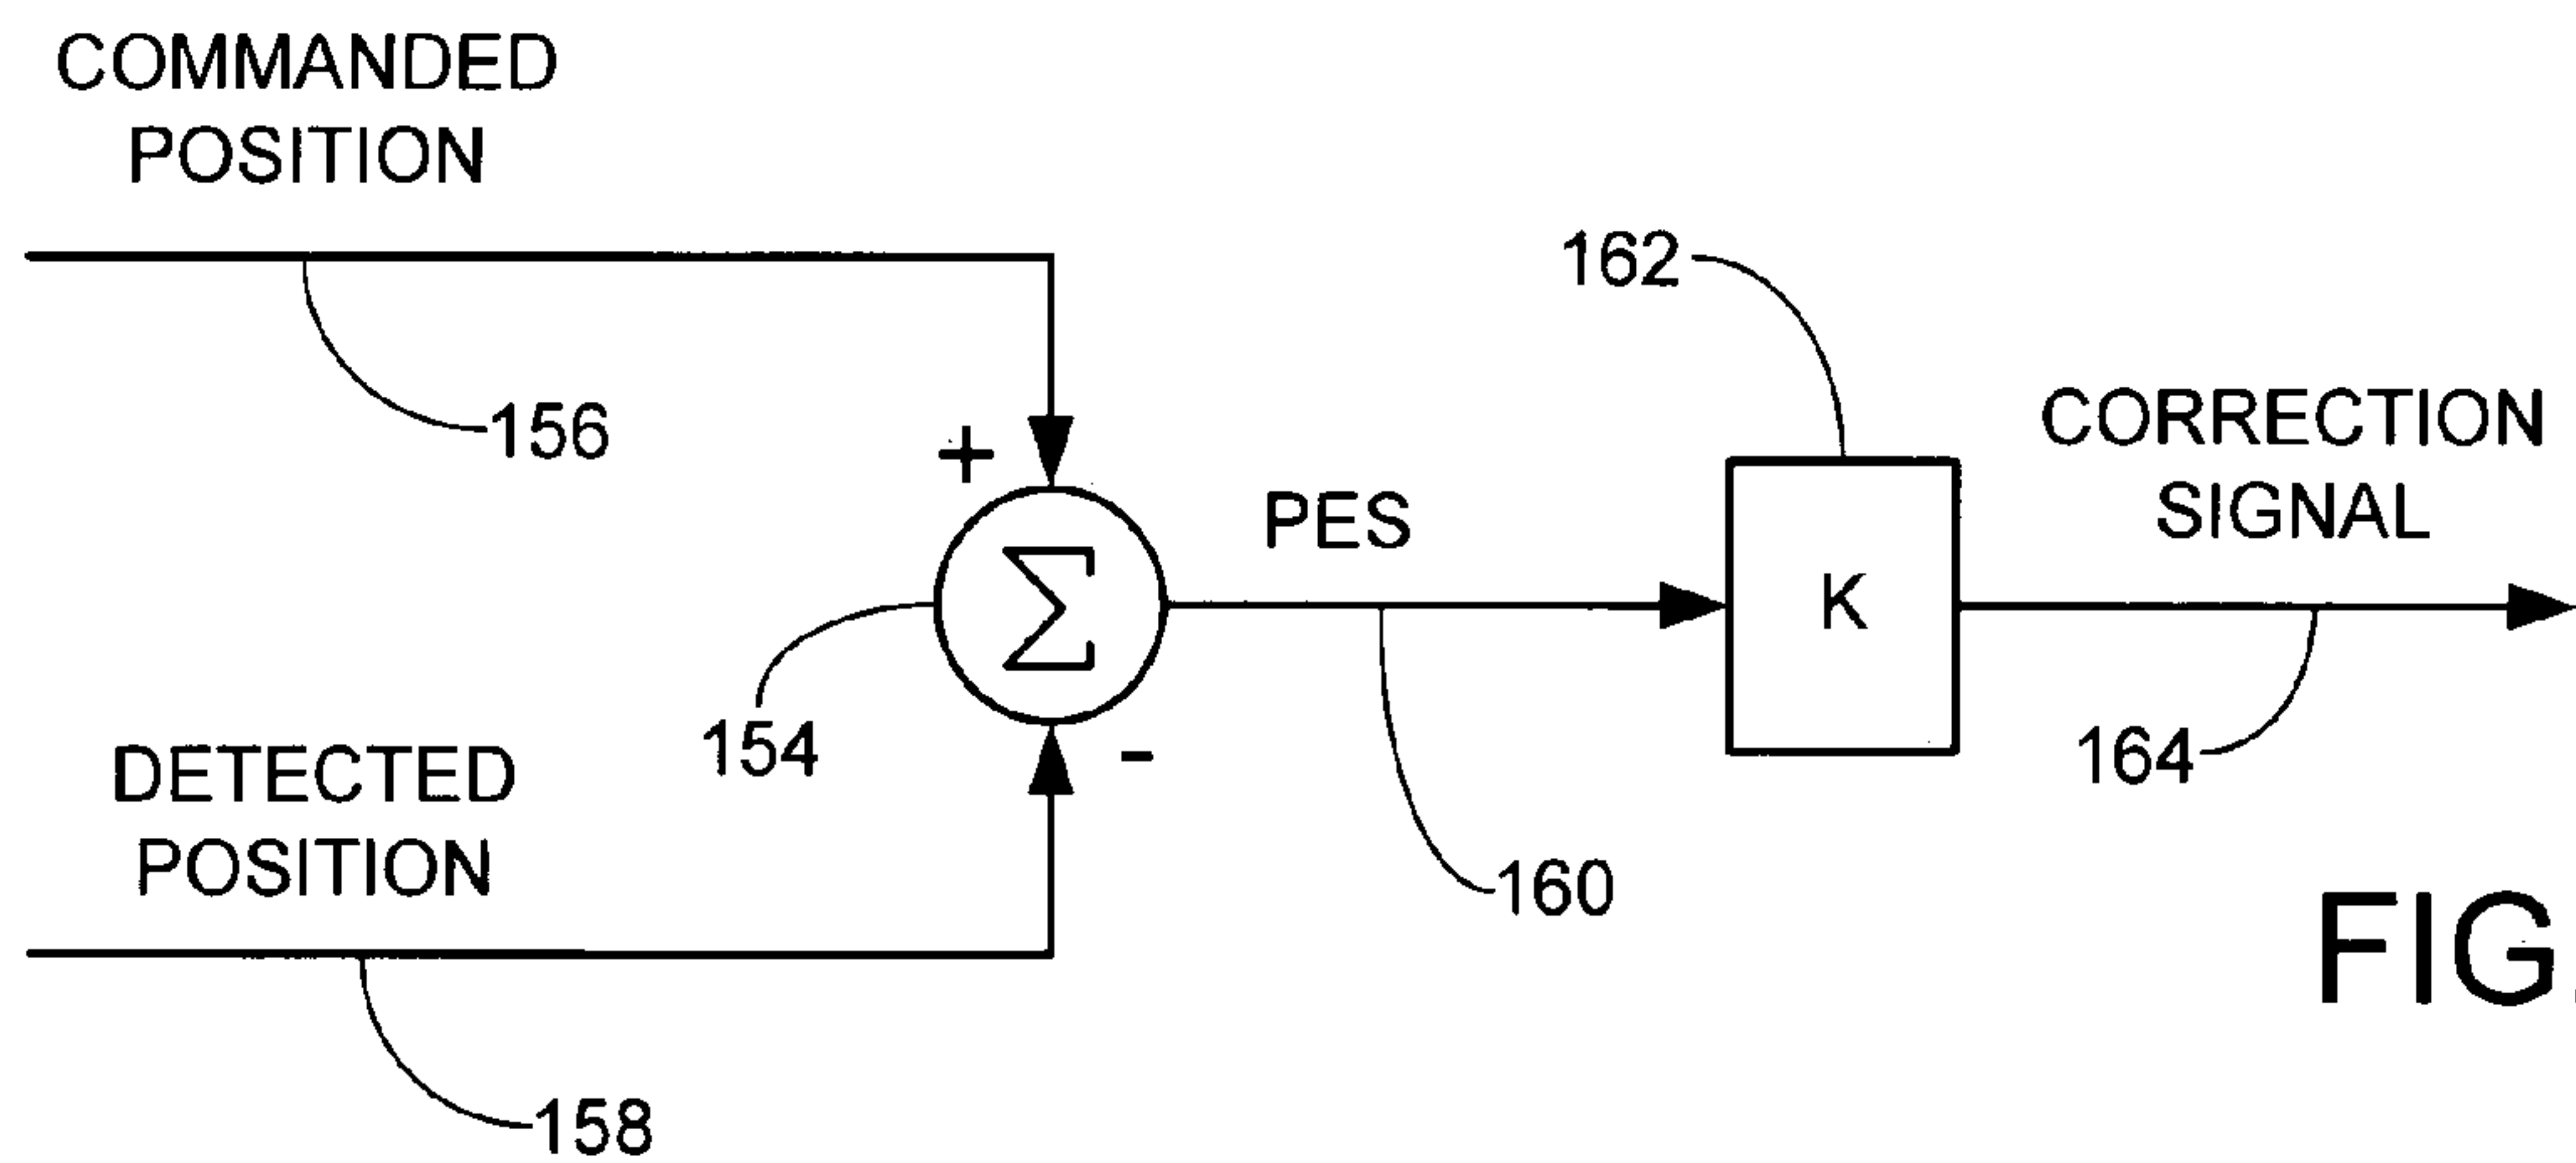 COMMANDED
POSITION
156
+
Σ
154
-
DETECTED
POSITION
158
PES
160
162
K
CORRECTION
SIGNAL
164
FIG.